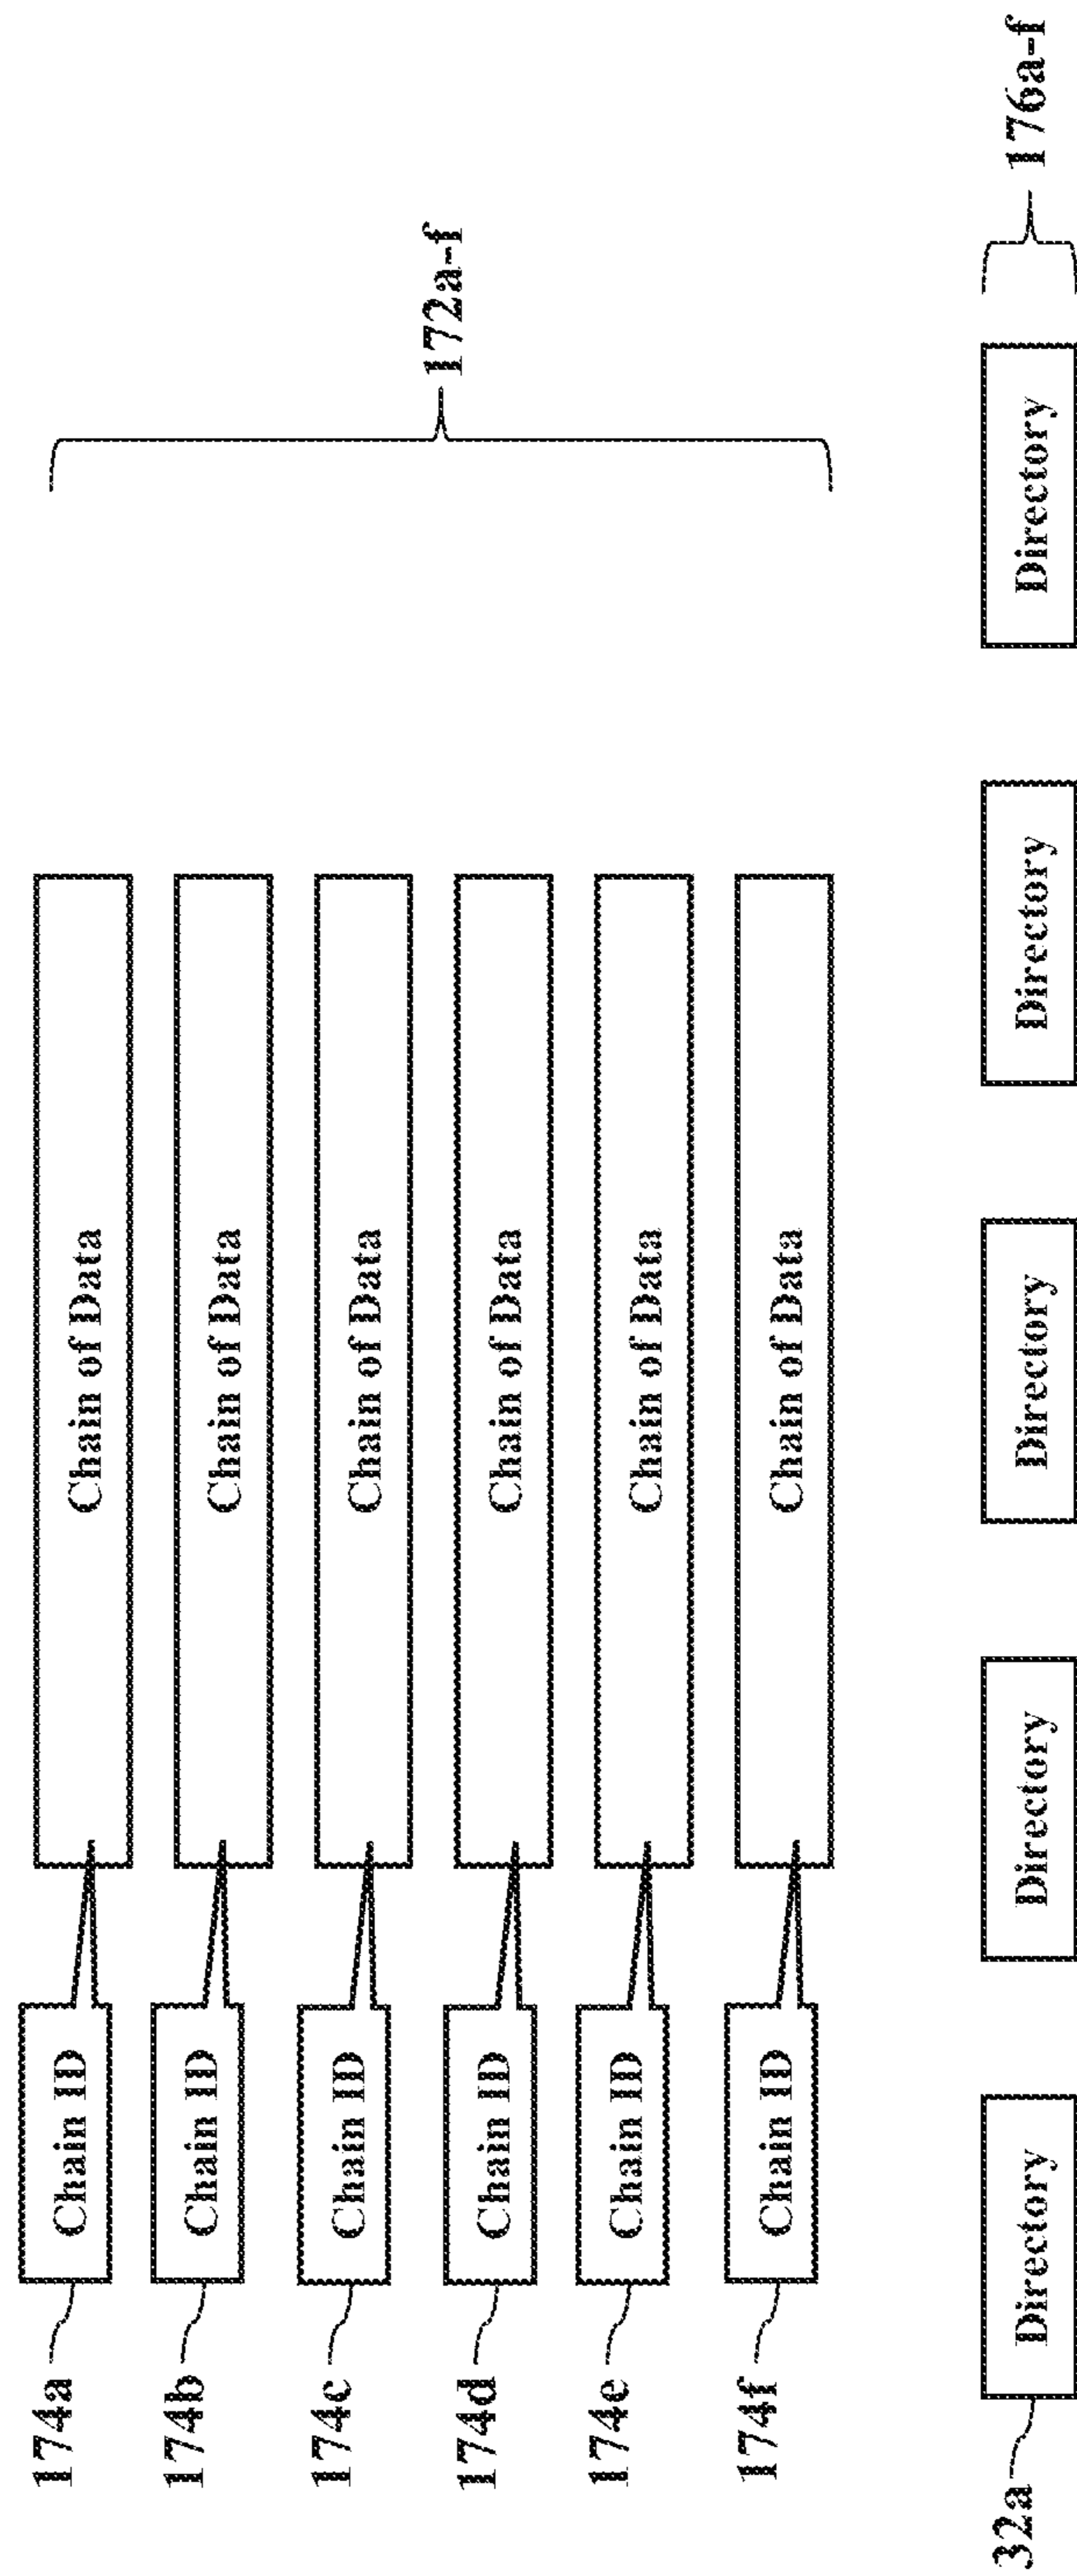 174a
Chain ID
Chain of Data
174b
Chain ID
Chain of Data
174c
Chain ID
Chain of Data
172a-f
174d
Chain ID
Chain of Data
174e
Chain ID
Chain of Data
174f
Chain ID
Chain of Data
32a
Directory
Directory
Directory
Directory
Directory
176a-f